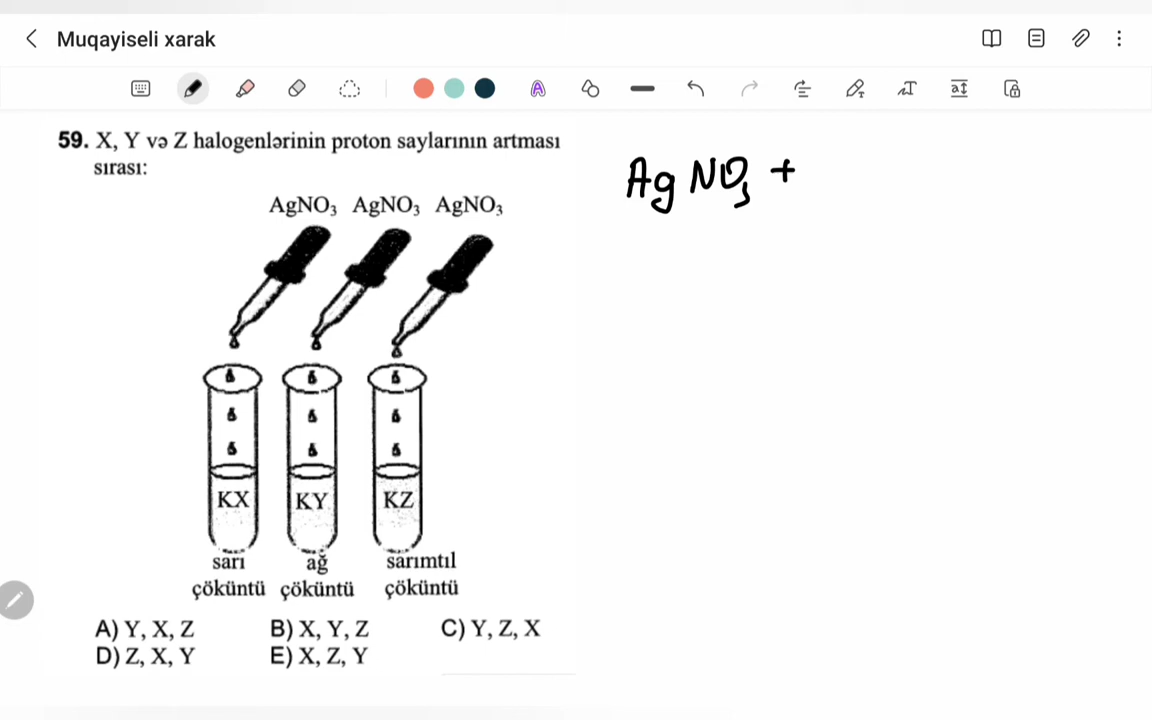 Muqayiseli xarak
59. X, Y və Z halogenlərinin proton saylarının artması
sırası:
AgNO₃ AgNO₃ AgNO₃
AgNO₃ +
KX KY KZ
sarı ağ sarımtıl
çöküntü çöküntü çöküntü
A) Y, X, Z B) X, Y, Z C) Y, Z, X
D) Z, X, Y E) X, Z, Y